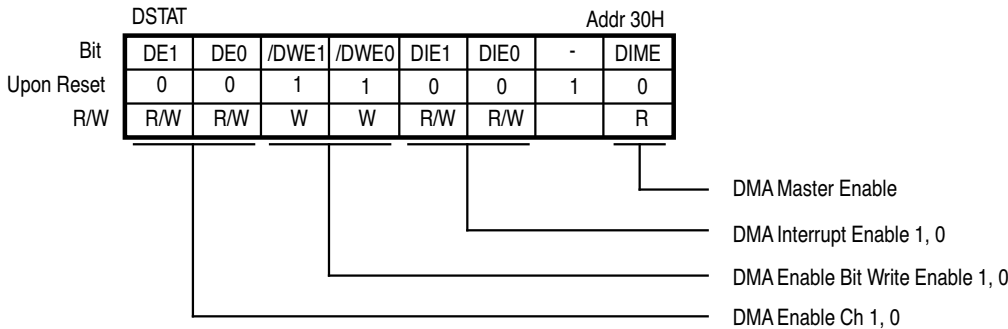 DSTAT Addr 30H
Bit DE1 DE0 /DWE1 /DWE0 DIE1 DIE0 - DIME
Upon Reset 0 0 1 1 0 0 1 0
R/W R/W R/W W W R/W R/W R
DMA Master Enable
DMA Interrupt Enable 1, 0
DMA Enable Bit Write Enable 1, 0
DMA Enable Ch 1, 0